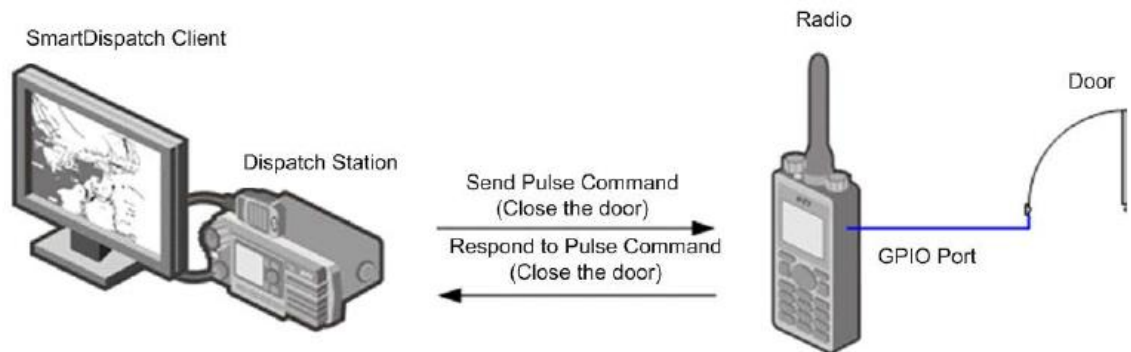 SmartDispatch Client
Dispatch Station
Send Pulse Command
(Close the door)
Respond to Pulse Command
(Close the door)
Radio
GPIO Port
Door